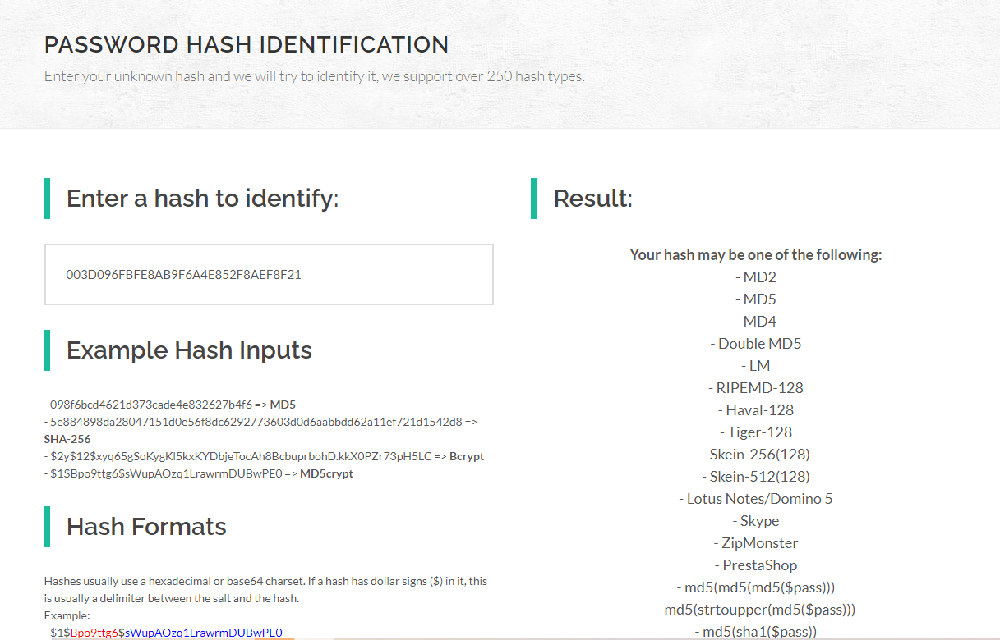 PASSWORD HASH IDENTIFICATION
Enter your unknown hash and we will try to identify it, we support over 250 hash types.
Enter a hash to identify:
003D096FBFE8AB9F6A4E852F8AEF8F21
Example Hash Inputs
- 098f6bcd4621d373cade4e832627b4f6 => MD5
- 5e884898da28047151d0e56f8dc6292773603d0d6aabbdd62a11ef721d1542d8 =>
SHA-256
- $2y$12$xyq65gSoKygKl5kxKYDbjeTocAh8BcbuprbohD.kkX0PZr73pH5LC => Bcrypt
- $1$Bpo9ttg6$sWupAOzq1LrawrmDUBwPE0 => MD5crypt
Hash Formats
Hashes usually use a hexadecimal or base64 charset. If a hash has dollar signs ($) in it, this
is usually a delimiter between the salt and the hash.
Example:
- $1$Bpo9ttg6$sWupAOzq1LrawrmDUBwPE0
Result:
Your hash may be one of the following:
- MD2
- MD5
- MD4
- Double MD5
- LM
- RIPEMD-128
- Haval-128
- Tiger-128
- Skein-256(128)
- Skein-512(128)
- Lotus Notes/Domino 5
- Skype
- ZipMonster
- PrestaShop
- md5(md5(md5($pass)))
- md5(strtoupper(md5($pass)))
- md5(sha1($pass))